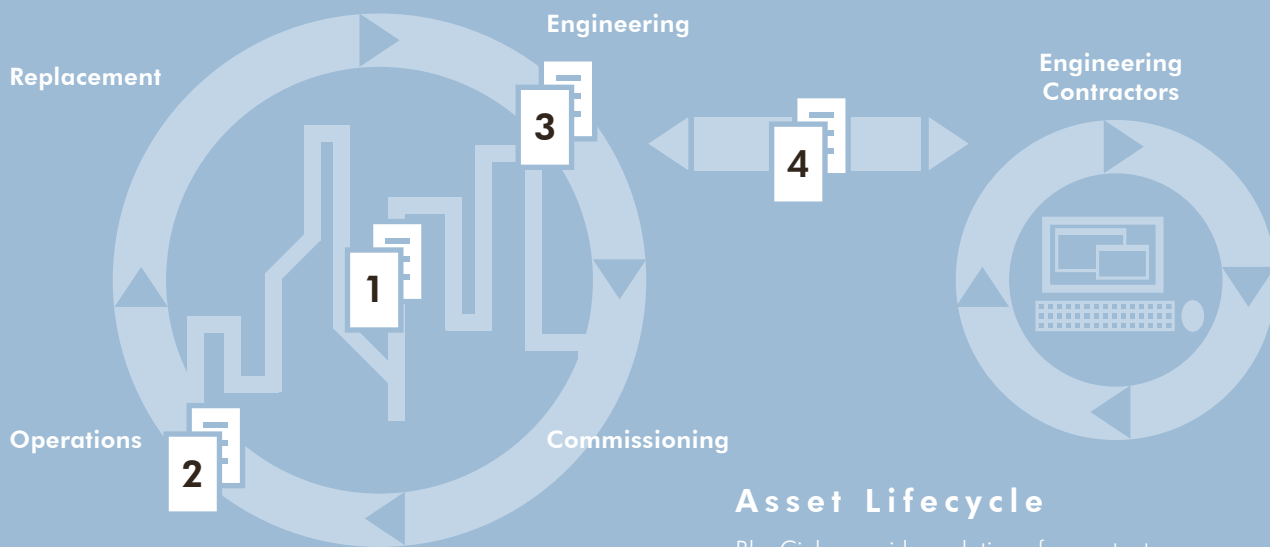 Engineering
Replacement
Engineering
Contractors
3
4
1
Operations
Commissioning
2
Asset Lifecycle